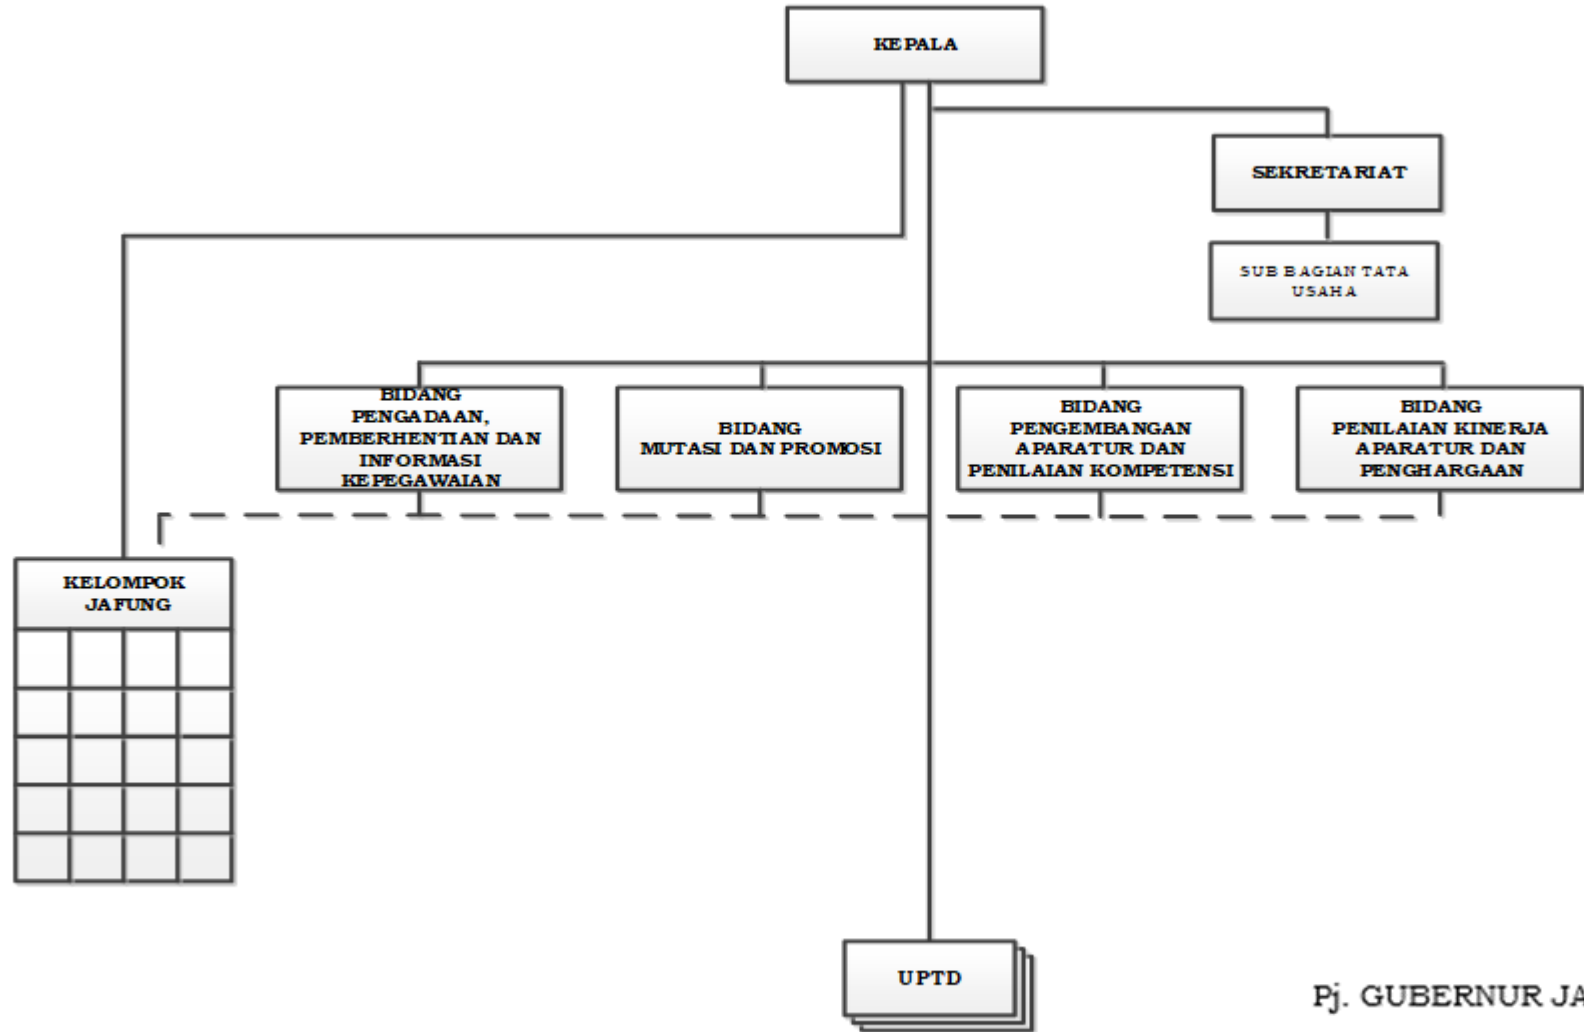 KEPALA
SEKRETARIAT
SUB BAGIAN TATA
USAHA
BIDANG
PENGADAAN,
PEMBERHENTIAN DAN
INFORMASI
KEPEGAWAIAN
BIDANG
MUTASI DAN PROMOSI
BIDANG
PENGEMBANGAN
APARATUR DAN
PENILAIAN KOMPETENSI
BIDANG
PENILAIAN KINERJA
APARATUR DAN
PENGHARGAAN
KELOMPOK
JAFUNG
UPTD
Pj. GUBERNUR JA